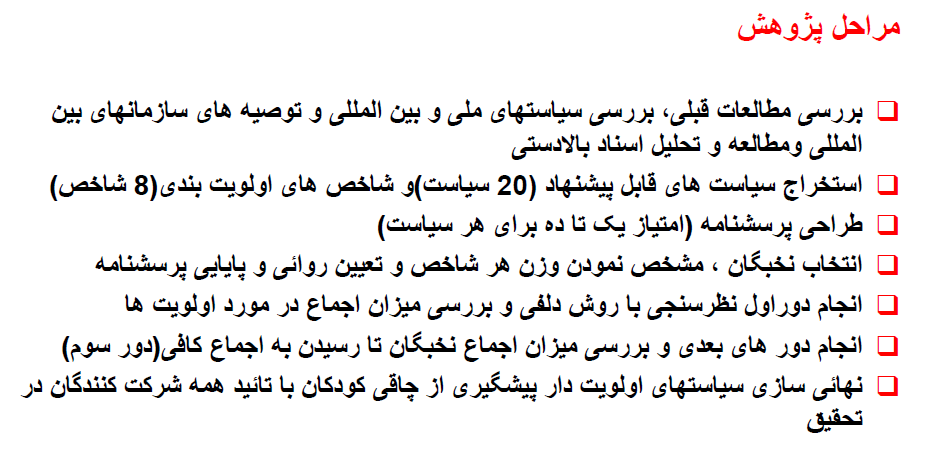 مراحل پژوهش
بررسی مطالعات قبلی، بررسی سیاستهای ملی و بین المللی و توصیه های سازمانهای بین
المللی ومطالعه و تحلیل اسناد بالادستی
استخراج سیاست های قابل پیشنهاد (20 سیاست)و شاخص های اولویت بندی(8 شاخص)
طراحی پرسشنامه (امتیاز یک تا ده برای هر سیاست)
انتخاب نخبگان ، مشخص نمودن وزن هر شاخص و تعیین روائی و پایایی پرسشنامه
انجام دوراول نظرسنجی با روش دلفی و بررسی میزان اجماع در مورد اولویت ها
انجام دور های بعدی و بررسی میزان اجماع نخبگان تا رسیدن به اجماع کافی(دور سوم)
نهائی سازی سیاستهای اولویت دار پیشگیری از چاقی کودکان با تائید همه شرکت کنندگان در
تحقیق